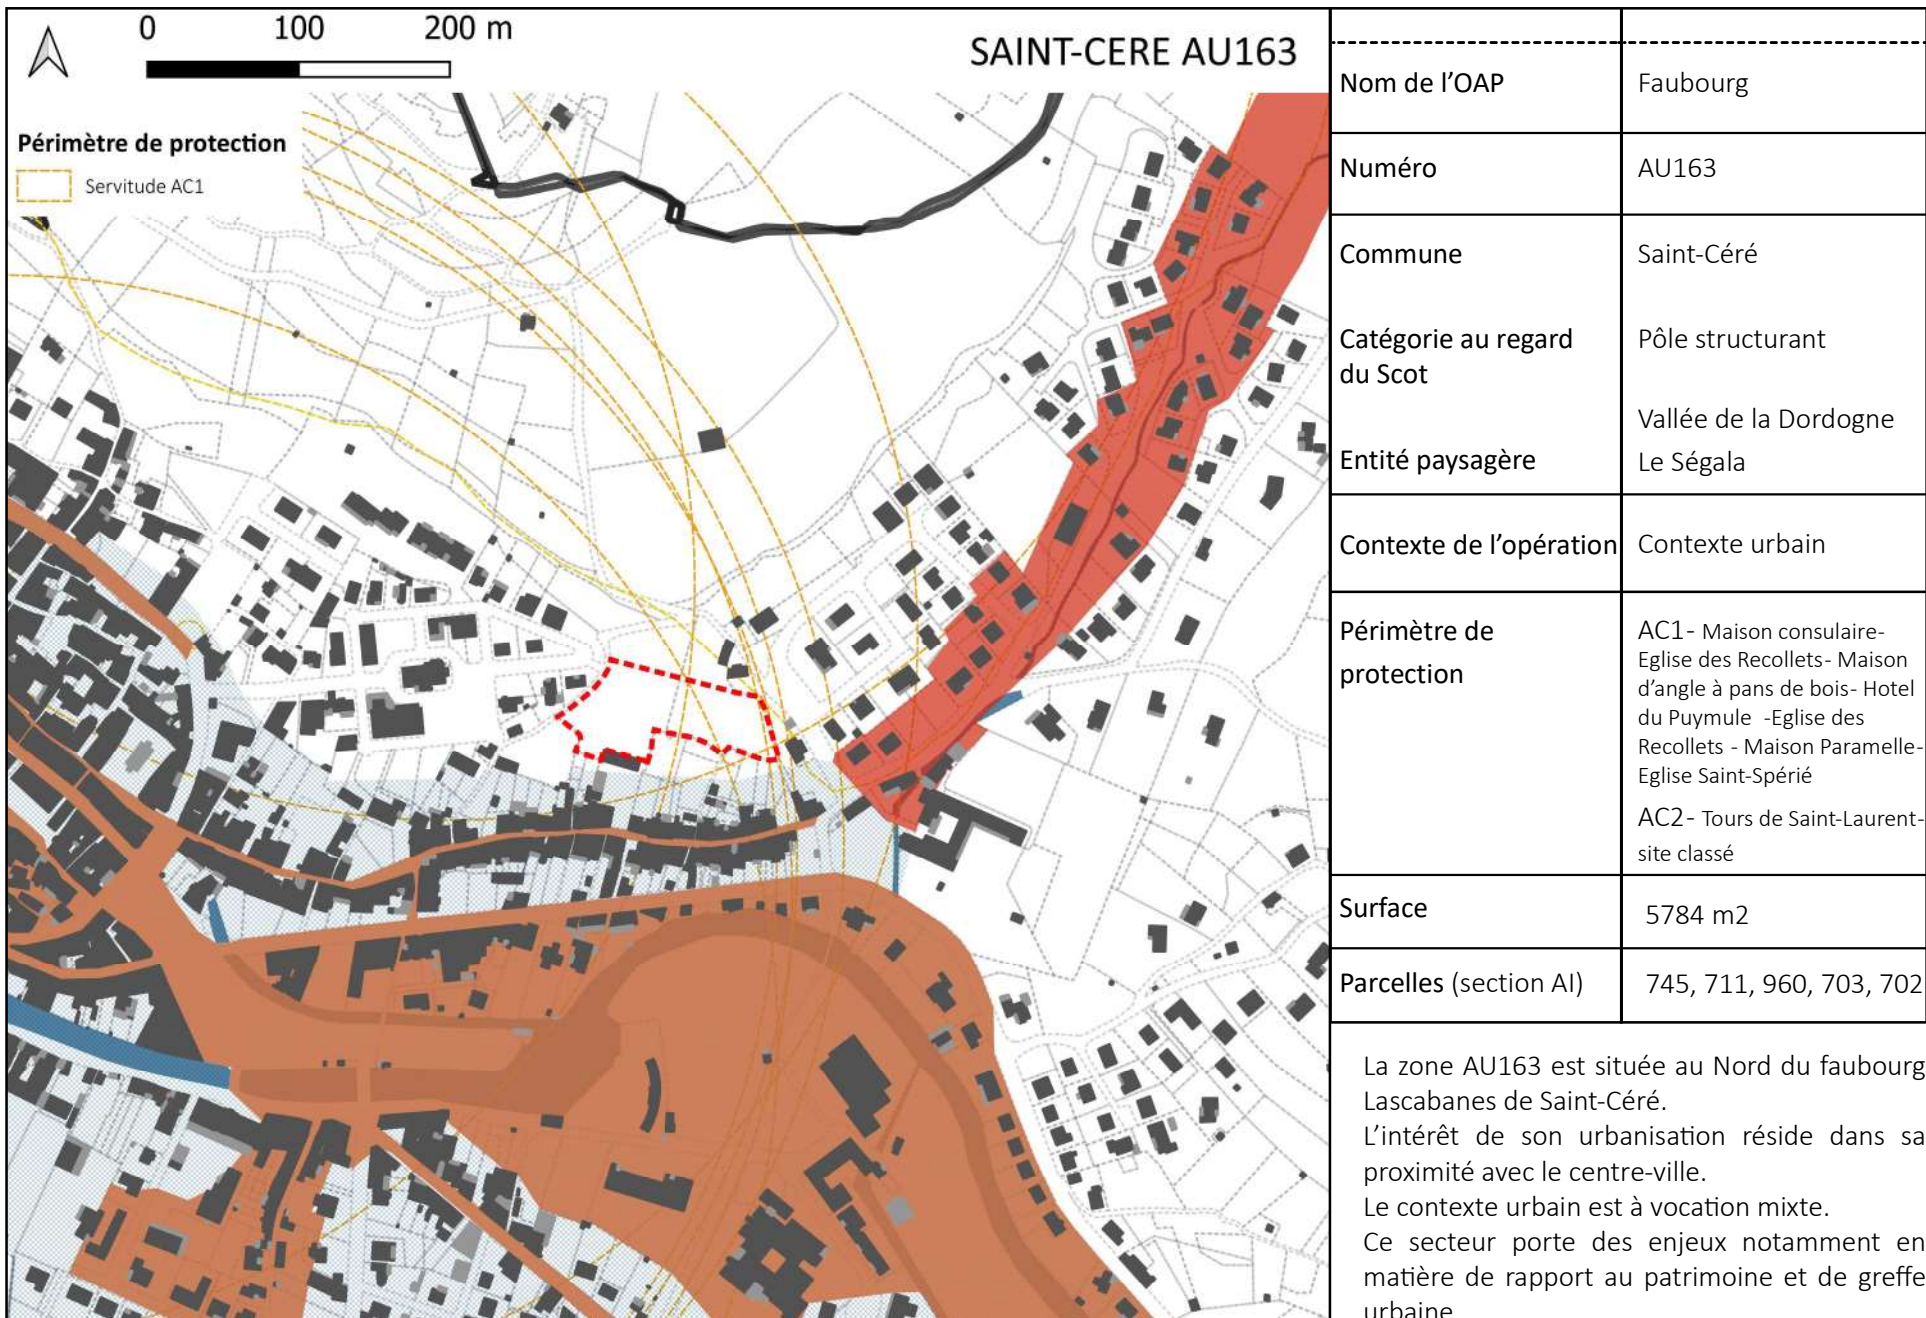 0 100 200 m
SAINT-CERE AU163
Périmètre de protection
Servitude AC1
Nom de l'OAP Faubourg
Numéro AU163
Commune Saint-Céré
Catégorie au regard
du Scot
Pôle structurant
Entité paysagère
Vallée de la Dordogne
Le Ségala
Contexte de l'opération Contexte urbain
Périmètre de
protection
AC1- Maison consulaire-
Eglise des Recollets- Maison
d'angle à pans de bois- Hotel
du Puymule -Eglise des
Recollets - Maison Paramelle-
Eglise Saint-Spérié
AC2- Tours de Saint-Laurent-
site classé
Surface 5784 m2
Parcelles (section AI) 745, 711, 960, 703, 702
La zone AU163 est située au Nord du faubourg
Lascabanes de Saint-Céré.
L'intérêt de son urbanisation réside dans sa
proximité avec le centre-ville.
Le contexte urbain est à vocation mixte.
Ce secteur porte des enjeux notamment en
matière de rapport au patrimoine et de greffe
urbaine